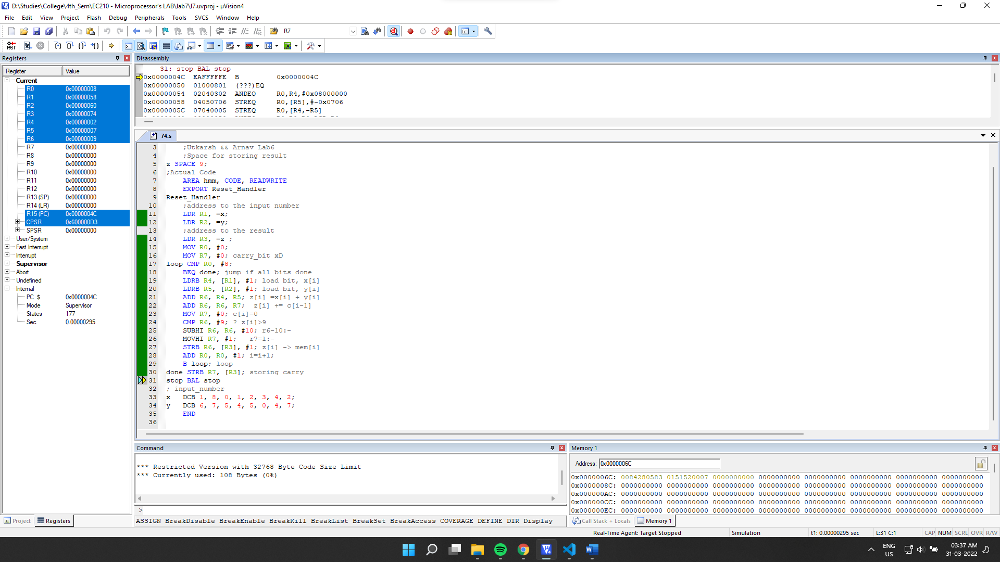 D:\Studies\College\4th_Sem\EC210 - Microprocessor's LAB\lab7\l7.uvproj - µVision4
File Edit View Project Flash Debug Peripherals Tools SVCS Window Help
R7
RST
Registers
Register Value
Current
R0 0x00000008
R1 0x00000058
R2 0x00000060
R3 0x00000074
R4 0x00000002
R5 0x00000007
R6 0x00000009
R7 0x00000000
R8 0x00000000
R9 0x00000000
R10 0x00000000
R11 0x00000000
R12 0x00000000
R13 (SP) 0x00000000
R14 (LR) 0x00000000
R15 (PC) 0x0000004C
CPSR 0x600000D3
SPSR 0x00000000
User/System
Fast Interrupt
Interrupt
Supervisor
Abort
Undefined
Internal
PC $ 0x0000004C
Mode Supervisor
States 177
Sec 0.00000295
Project Registers
Disassembly
31: stop BAL stop
0x0000004C EAFFFFFE B 0x0000004C
0x00000050 01000801 (???)EQ
0x00000054 02040302 ANDEQ R0,R4,#0x08000000
0x00000058 04050706 STREQ R0,[R5],#-0x0706
0x0000005C 07040005 STREQ R0,[R4,-R5]
74.s
3 ;Utkarsh && Arnav Lab6
4 ;Space for storing result
5 z SPACE 9;
6 ;Actual Code
7 AREA hmm, CODE, READWRITE
8 EXPORT Reset_Handler
9 Reset_Handler
10 ;address to the input number
11 LDR R1, =x;
12 LDR R2, =y;
13 ;address to the result
14 LDR R3, =z ;
15 MOV R0, #0;
16 MOV R7, #0; carry_bit xD
17 loop CMP R0, #8;
18 BEQ done; jump if all bits done
19 LDRB R4, [R1], #1; load bit, x[i]
20 LDRB R5, [R2], #1; load bit, y[i]
21 ADD R6, R4, R5; z[i] =x[i] + y[i]
22 ADD R6, R6, R7; z[i] += c[i-1]
23 MOV R7, #0; c[i]=0
24 CMP R6, #9; ? z[i]>9
25 SUBHI R6, R6, #10; r6-10:-
26 MOVHI R7, #1; r7=1:-
27 STRB R6, [R3], #1; z[i] -> mem[i]
28 ADD R0, R0, #1; i=i+1;
29 B loop; loop
30 done STRB R7, [R3]; storing carry
31 stop BAL stop
32 ; input_number
33 x DCB 1, 8, 0, 1, 2, 3, 4, 2;
34 y DCB 6, 7, 5, 4, 5, 0, 4, 7;
35 END
36
Command
*** Restricted Version with 32768 Byte Code Size Limit
*** Currently used: 108 Bytes (0%)
>
ASSIGN BreakDisable BreakEnable BreakKill BreakList BreakSet BreakAccess COVERAGE DEFINE DIR Display
Memory 1
Address: 0x0000006C
0x0000006C: 0084280583 0151520007 0000000000 0000000000 0000000000 0000000000 0000000000 0000000000
0x0000008C: 0000000000 0000000000 0000000000 0000000000 0000000000 0000000000 0000000000 0000000000
0x000000AC: 0000000000 0000000000 0000000000 0000000000 0000000000 0000000000 0000000000 0000000000
0x000000CC: 0000000000 0000000000 0000000000 0000000000 0000000000 0000000000 0000000000 0000000000
0x000000EC: 0000000000 0000000000 0000000000 0000000000 0000000000 0000000000 0000000000 0000000000
Call Stack + Locals Memory 1
Real-Time Agent: Target Stopped Simulation t1: 0.00000295 sec L:31 C:1 CAP NUM SCRL OVR R/W
ENG
US
03:37 AM
31-03-2022